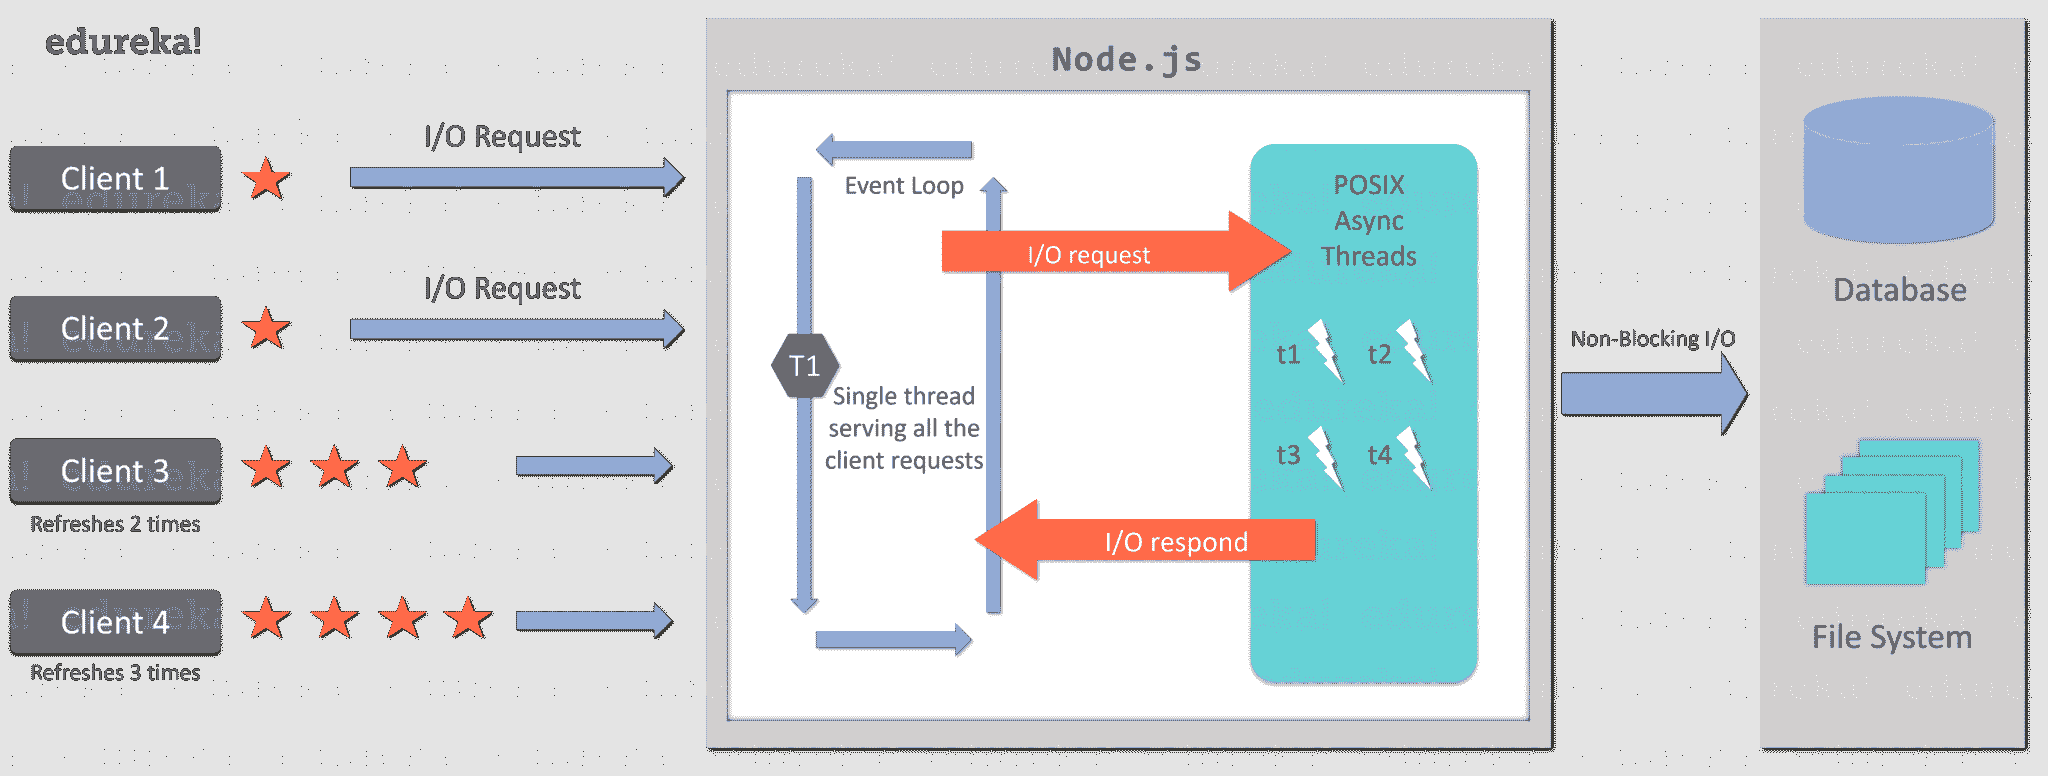 edureka!
Node.js
I/O Request
Client 1
I/O Request
Client 2
Client 3
Refreshes 2 times
Client 4
Refreshes 3 times
Event Loop
I/O request
T1
Single thread
serving all the
client requests
I/O respond
POSIX
Async
Threads
t1
t2
t3
t4
Non-Blocking I/O
Database
File System